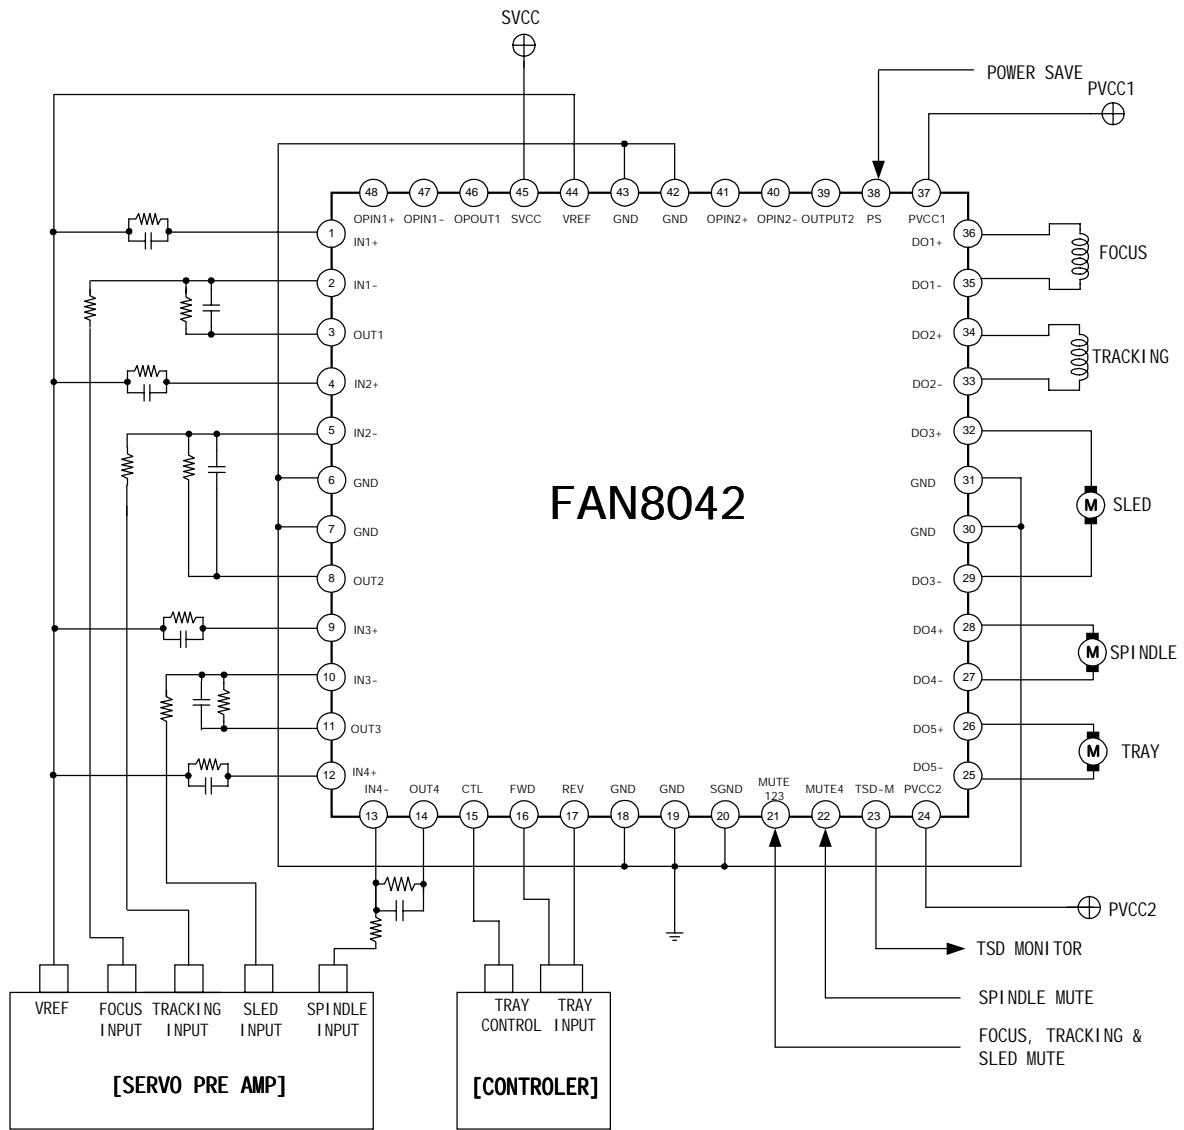 SVCC
POWER SAVE
PVCC1
48 47 46 45 44 43 42 41 40 39 38 37
OPIN1+ OPIN1- OPOUT1 SVCC VREF GND GND OPIN2+ OPIN2- OUTPUT2 PS PVCC1
1 IN1+
2 IN1-
3 OUT1
4 IN2+
5 IN2-
6 GND
7 GND
8 OUT2
9 IN3+
10 IN3-
11 OUT3
12 IN4+
FAN8042
DO1+ 36
DO1- 35
FOCUS
DO2+ 34
DO2- 33
TRACKING
DO3+ 32
GND 31
GND 30
DO3- 29
M SLED
DO4+ 28
DO4- 27
M SPINDLE
DO5+ 26
DO5- 25
M TRAY
IN4- OUT4 CTL FWD REV GND GND SGND MUTE 123 MUTE4 TSD-M PVCC2
13 14 15 16 17 18 19 20 21 22 23 24
PVCC2
TSD MONITOR
SPINDLE MUTE
FOCUS, TRACKING &
SLED MUTE
VREF
FOCUS
INPUT
TRACKING
INPUT
SLED
INPUT
SPINDLE
INPUT
[SERVO PRE AMP]
TRAY
CONTROL
TRAY
INPUT
[CONTROLER]